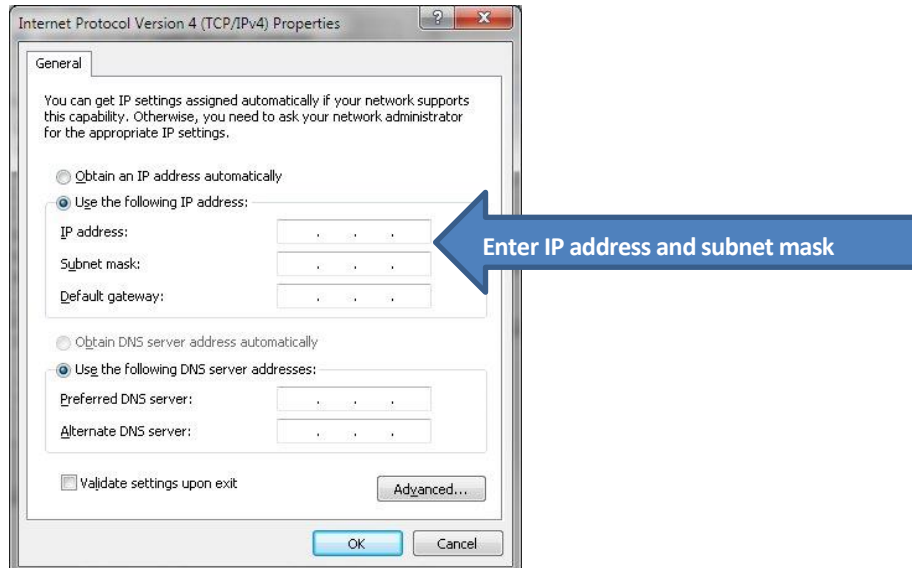 Internet Protocol Version 4 (TCP/IPv4) Properties
General
You can get IP settings assigned automatically if your network supports
this capability. Otherwise, you need to ask your network administrator
for the appropriate IP settings.
Obtain an IP address automatically
Use the following IP address:
IP address:
Enter IP address and subnet mask
Subnet mask:
Default gateway:
Obtain DNS server address automatically
Use the following DNS server addresses:
Preferred DNS server:
Alternate DNS server:
Validate settings upon exit
Advanced...
OK
Cancel